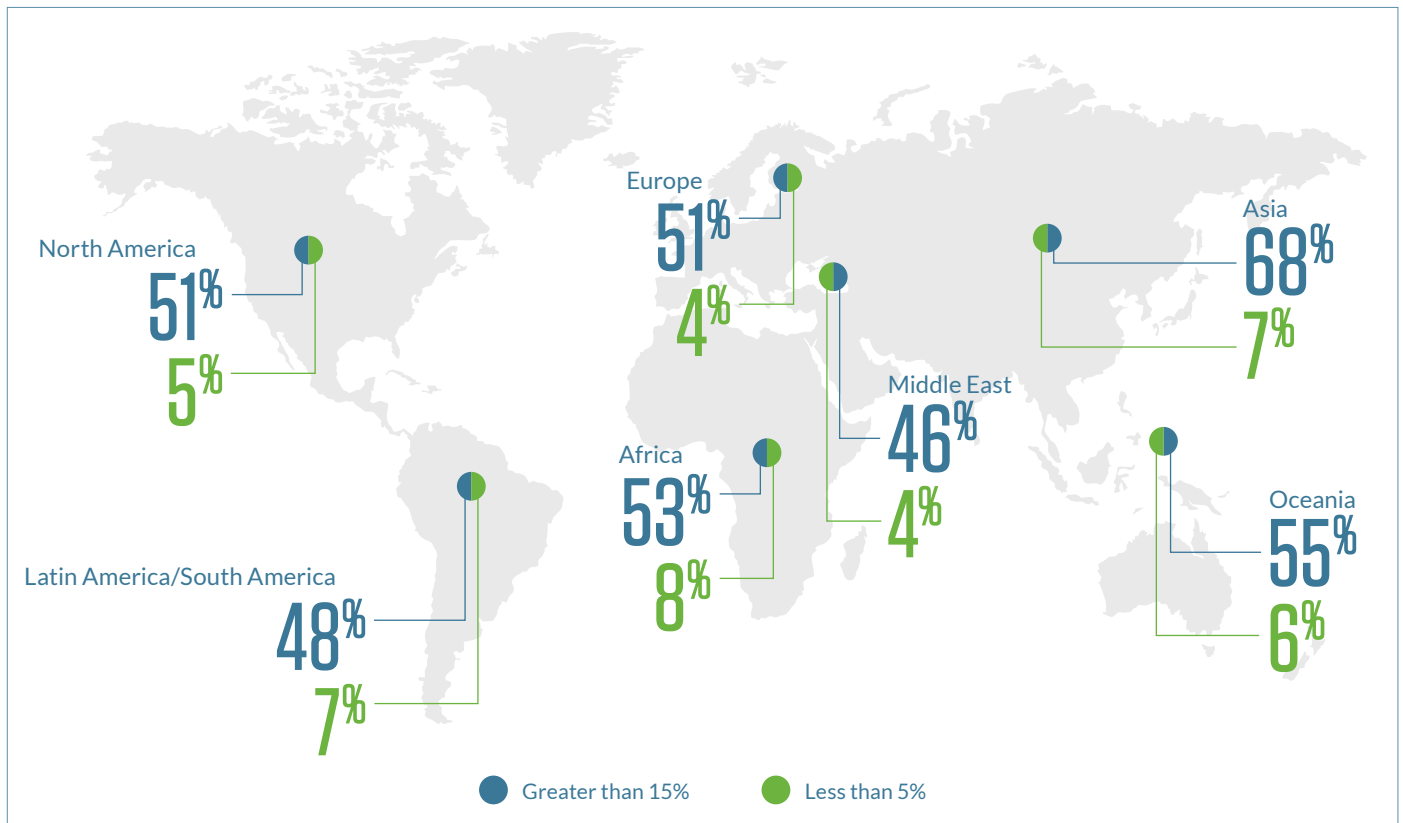 North America
51%
5%
Latin America/South America
48%
7%
Europe
51%
4%
Africa
53%
8%
Middle East
46%
4%
Asia
68%
7%
Oceania
55%
6%
Greater than 15%
Less than 5%